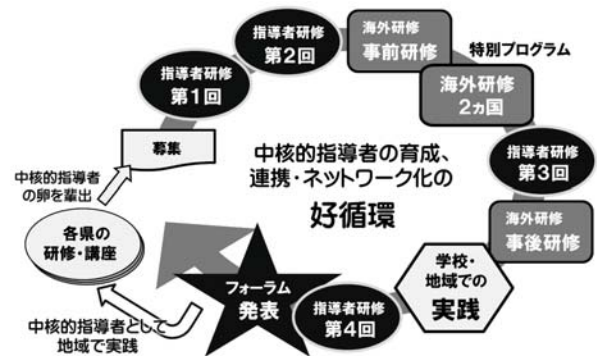 指導者研修
第1回
指導者研修
第2回
海外研修
事前研修
特別プログラム
海外研修
2ヵ国
指導者研修
第3回
海外研修
事後研修
学校・
地域での
実践
指導者研修
第4回
フォーラム
発表
中核的指導者として
地域で実践
各県の
研修・講座
中核的指導者
の卵を輩出
募集
中核的指導者の育成、
連携・ネットワーク化の
好循環